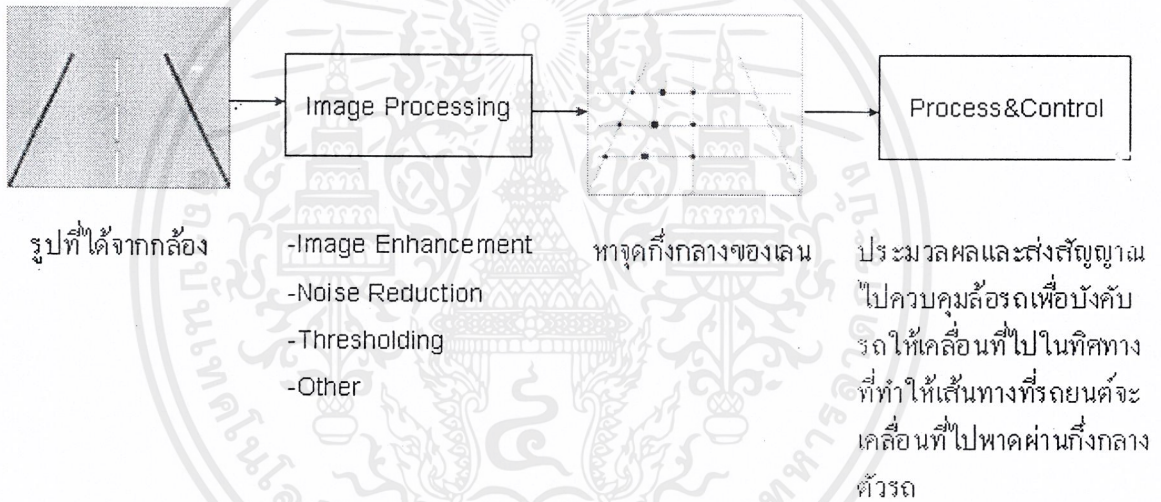 Image Processing
Process&Control
รูปที่ได้จากกล้อง
-Image Enhancement
-Noise Reduction
-Thresholding
-Other
หาจุดกึ่งกลางของเลน
ประมวลผลและส่งสัญญาณ
ไปควบคุมล้อรถเพื่อบังคับ
รถให้เคลื่อนที่ไปในทิศทาง
ที่ทำให้เส้นทางที่รถยนต์จะ
เคลื่อนที่ไปพาดผ่านกึ่งกลาง
ตัวรถ